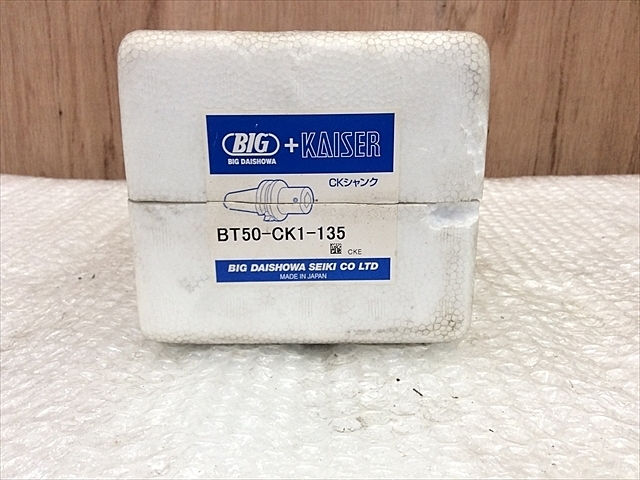 BIG + KAISER
BIG DAISHOWA
CKシャンク
BT50-CK1-135
CKE
BIG DAISHOWA SEIKI CO LTD
MADE IN JAPAN